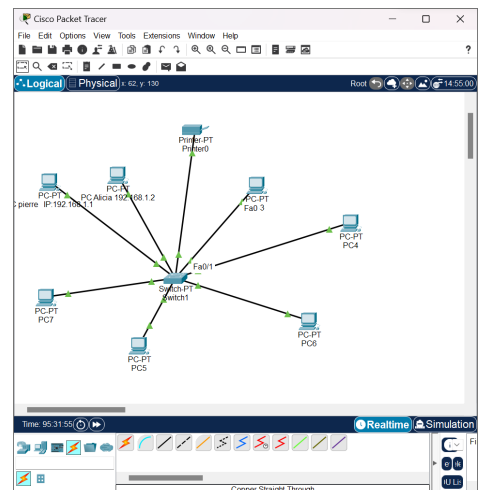 Cisco Packet Tracer
File Edit Options View Tools Extensions Window Help
?
Logical Physical x: 62, y: 130 Root 14:55:00
Printer-PT
Printer0
PC-PT
pierre IP:192.168.1.1
PC-PT
PC Alicia 192.168.1.2
PC-PT
Fa0 3
PC-PT
PC4
Fa0/1
Switch-PT
Switch1
PC-PT
PC7
PC-PT
PC6
PC-PT
PC5
Time: 95:31:55 Realtime Simulation
Fi
Copper Straight-Through